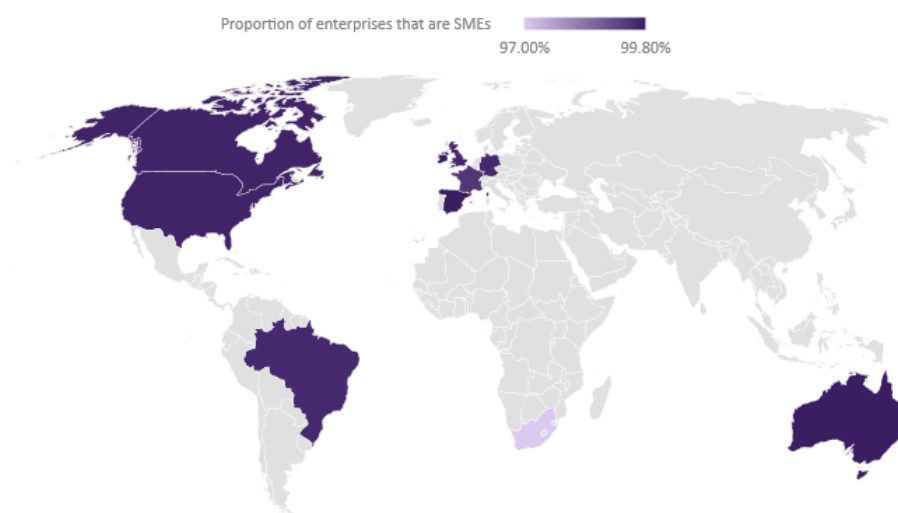 Proportion of enterprises that are SMEs
97.00% 99.80%